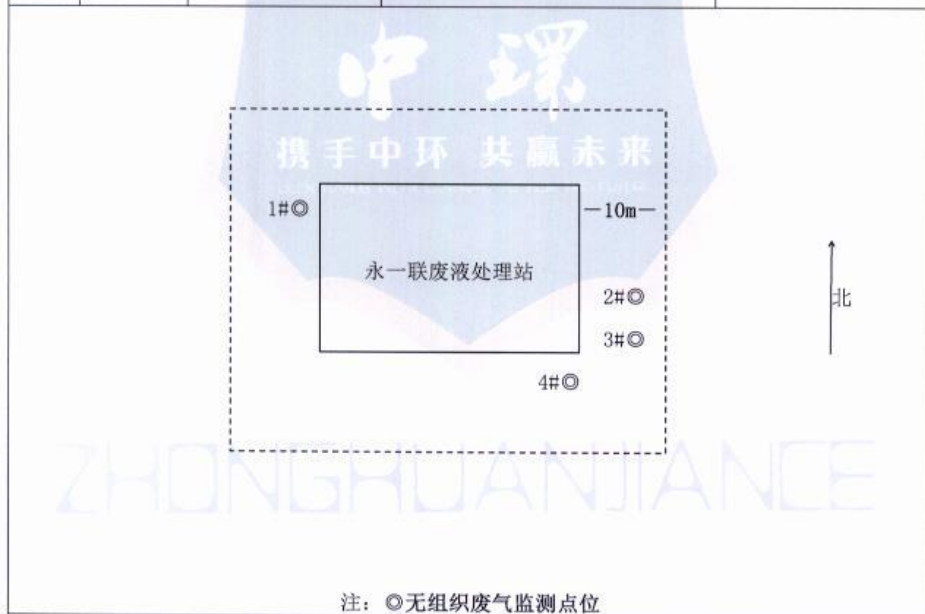 中 環
携手中环 共赢未来
1#◎
—10m—
永一联废液处理站
2#◎
北
3#◎
4#◎
ZHONGHUANJIANCE
注：◎无组织废气监测点位